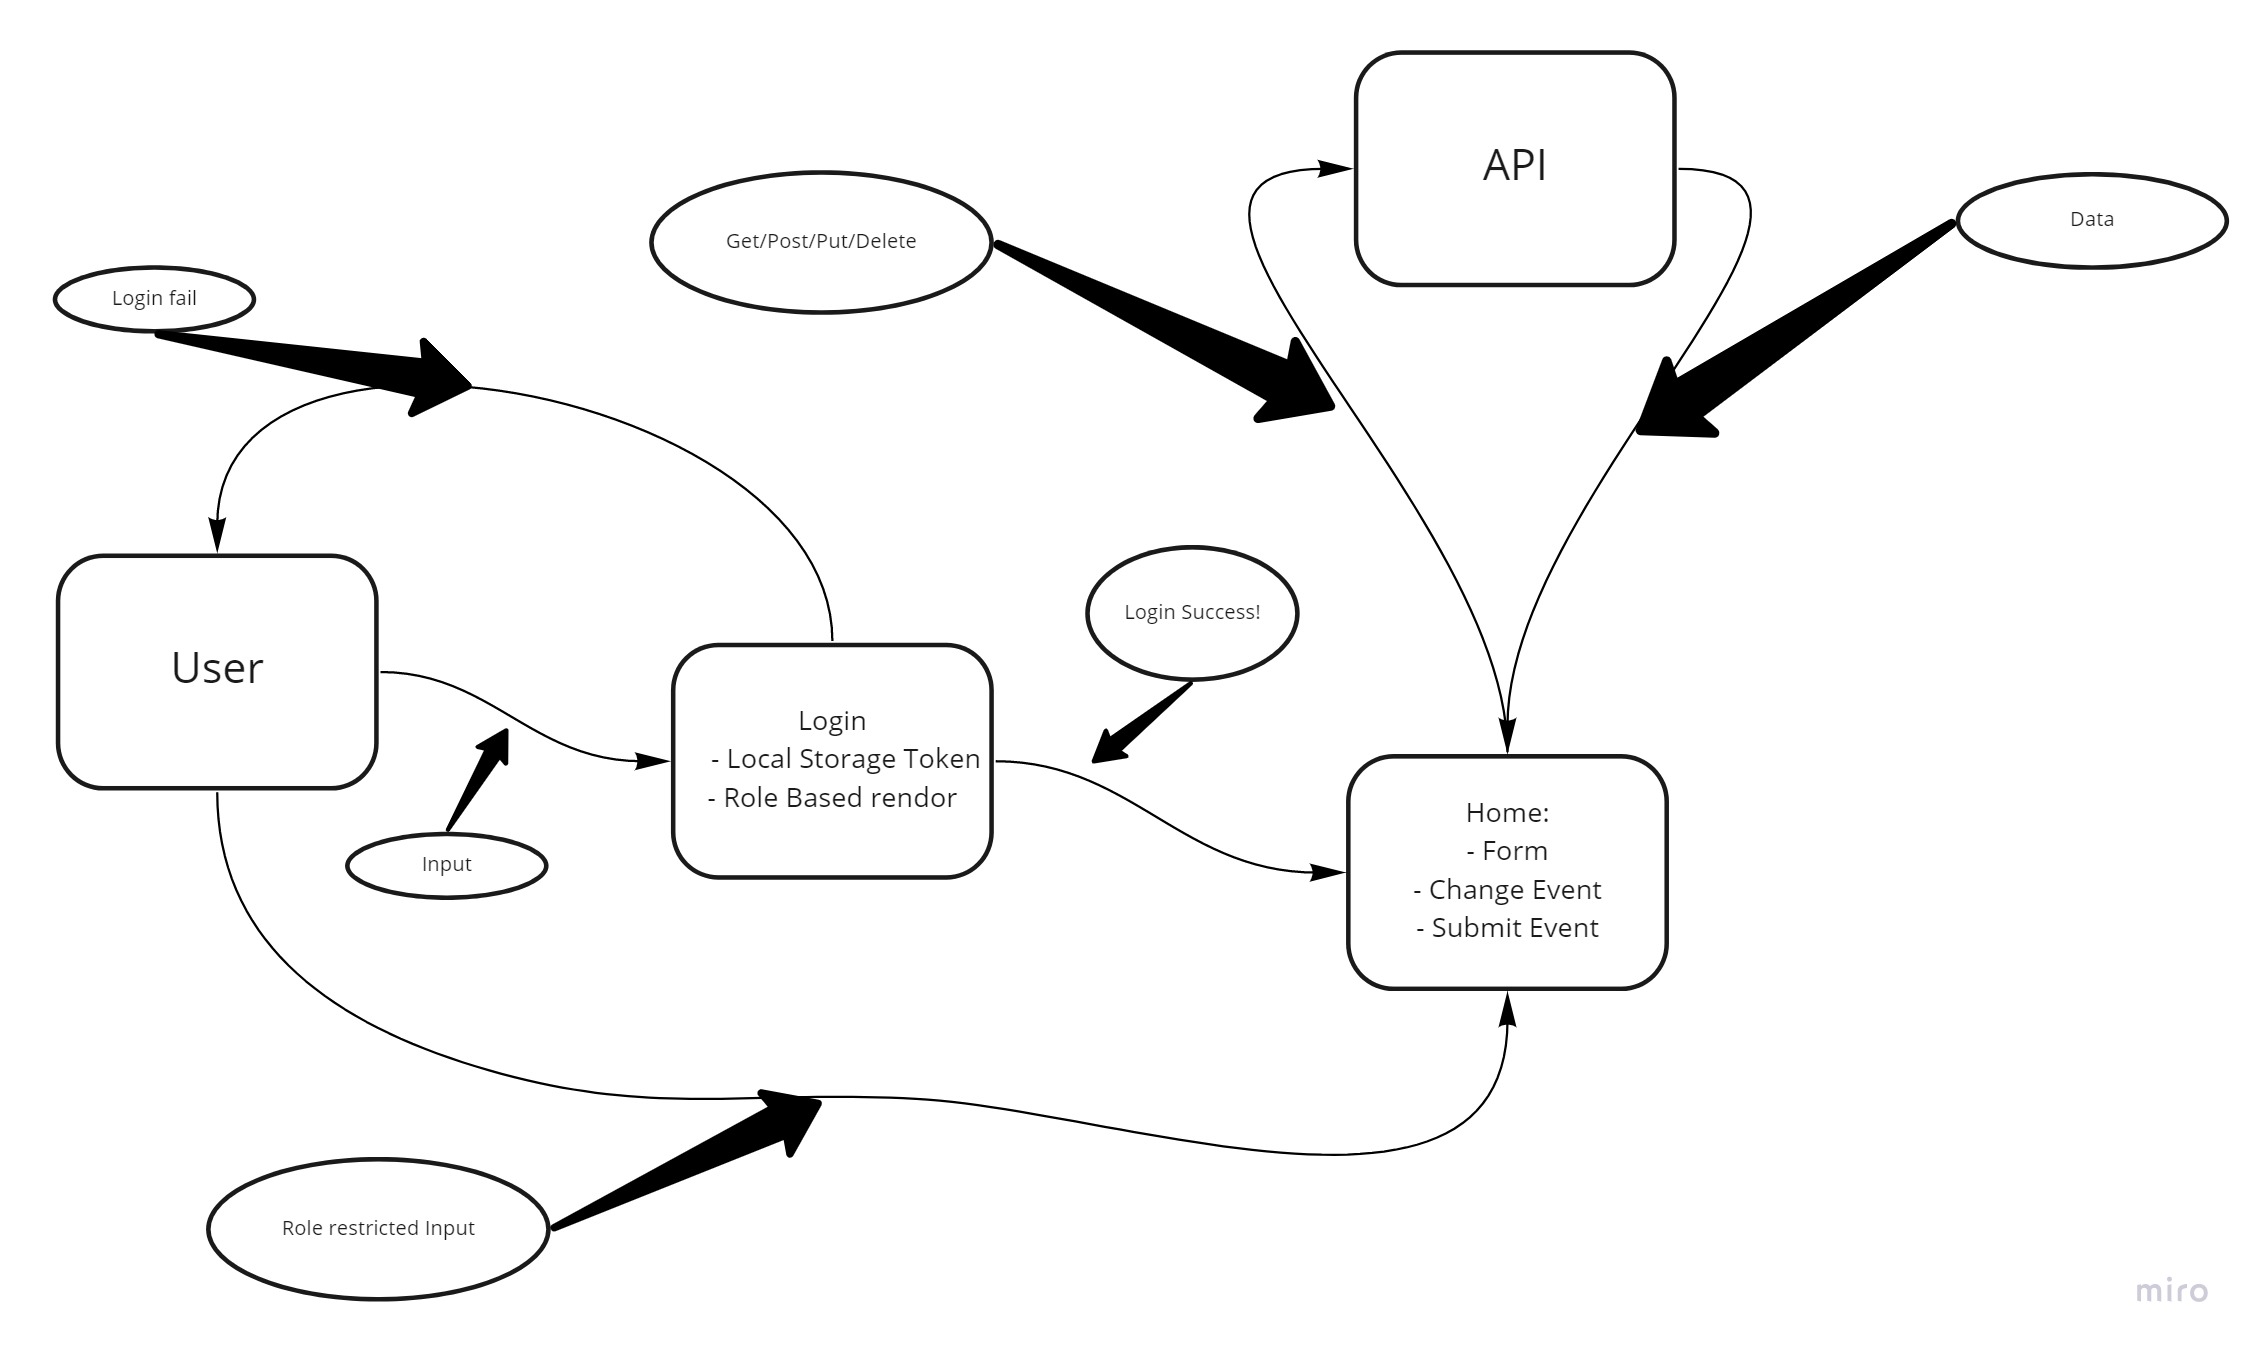 API
Get/Post/Put/Delete
Data
Login fail
User
Login Success!
Login
- Local Storage Token
- Role Based rendor
Input
Home:
- Form
- Change Event
- Submit Event
Role restricted Input
miro